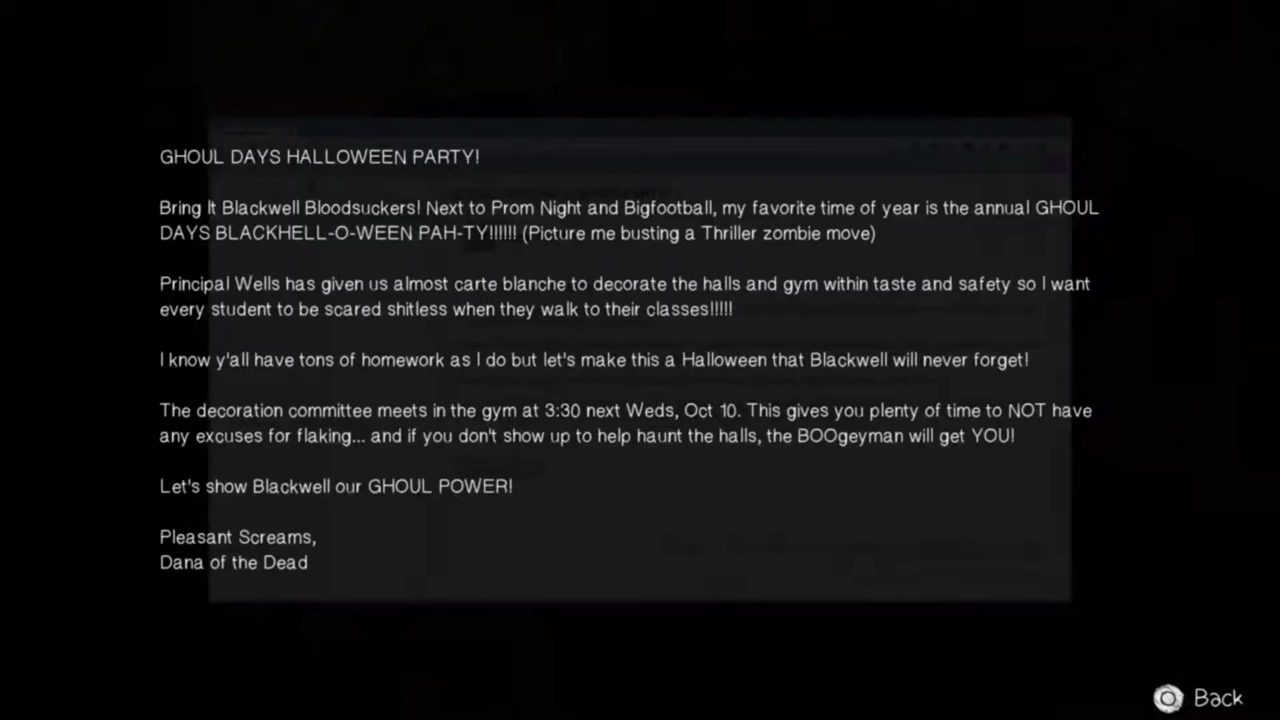 GHOUL DAYS HALLOWEEN PARTY!
Bring It Blackwell Bloodsuckers! Next to Prom Night and Bigfootball, my favorite time of year is the annual GHOUL
DAYS BLACKHELL-O-WEEN PAH-TY!!!!!! (Picture me busting a Thriller zombie move)
Principal Wells has given us almost carte blanche to decorate the halls and gym within taste and safety so I want
every student to be scared shitless when they walk to their classes!!!!!
I know y'all have tons of homework as I do but let's make this a Halloween that Blackwell will never forget!
The decoration committee meets in the gym at 3:30 next Weds, Oct 10. This gives you plenty of time to NOT have
any excuses for flaking... and if you don't show up to help haunt the halls, the BOOgeyman will get YOU!
Let's show Blackwell our GHOUL POWER!
Pleasant Screams,
Dana of the Dead
Back